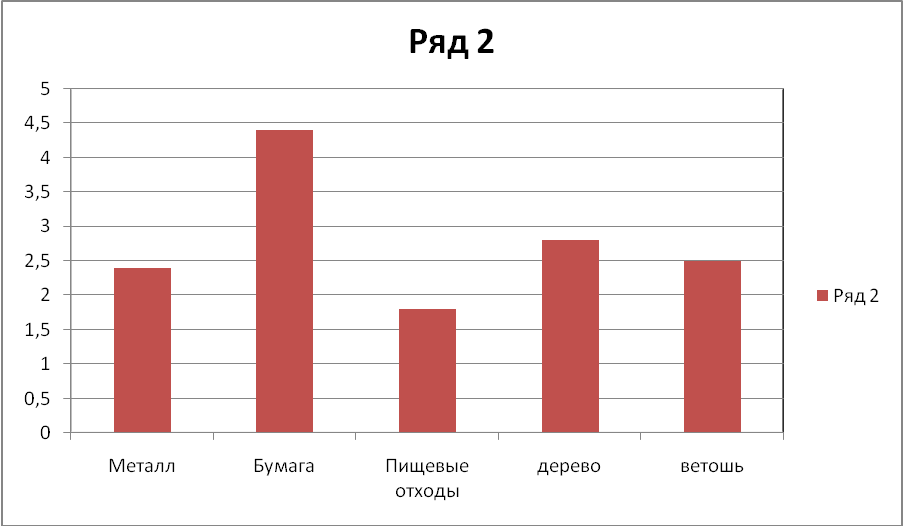 Ряд 2
5
4,5
4
3,5
3
2,5
2
1,5
1
0,5
0
Металл
Бумага
Пищевые
отходы
дерево
ветошь
Ряд 2